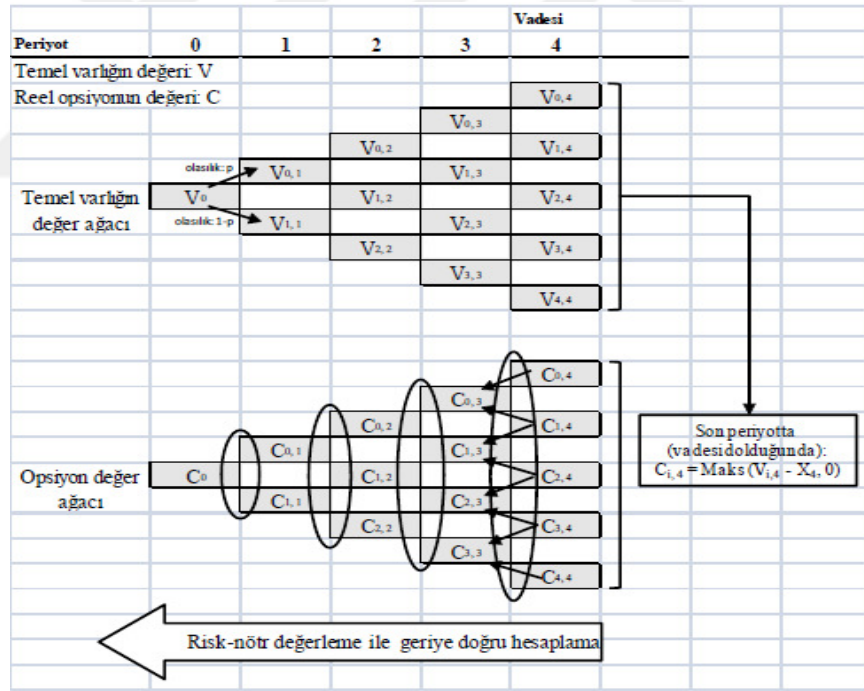 Vadesi
Periyot 0 1 2 3 4
Temel varlığın değeri: V
Reel opsiyonun değeri: C
V0,4
V0,3
V0,2 V1,4
olasılık: p V0,1 V1,3
Temel varlığın değer ağacı V0 V1,2 V2,4
olasılık: 1-p V1,1 V2,3
V2,2 V3,4
V3,3
V4,4
C0,4
C0,3
C0,2 C1,4
C0,1 C1,3
Opsiyon değer ağacı C0 C1,2 C2,4
C1,1 C2,3
C2,2 C3,4
C3,3
C4,4
Son periyotta
(vadesi dolduğunda):
Ci,4 = Maks (Vi,4 - X4, 0)
Risk-nötr değerleme ile geriye doğru hesaplama